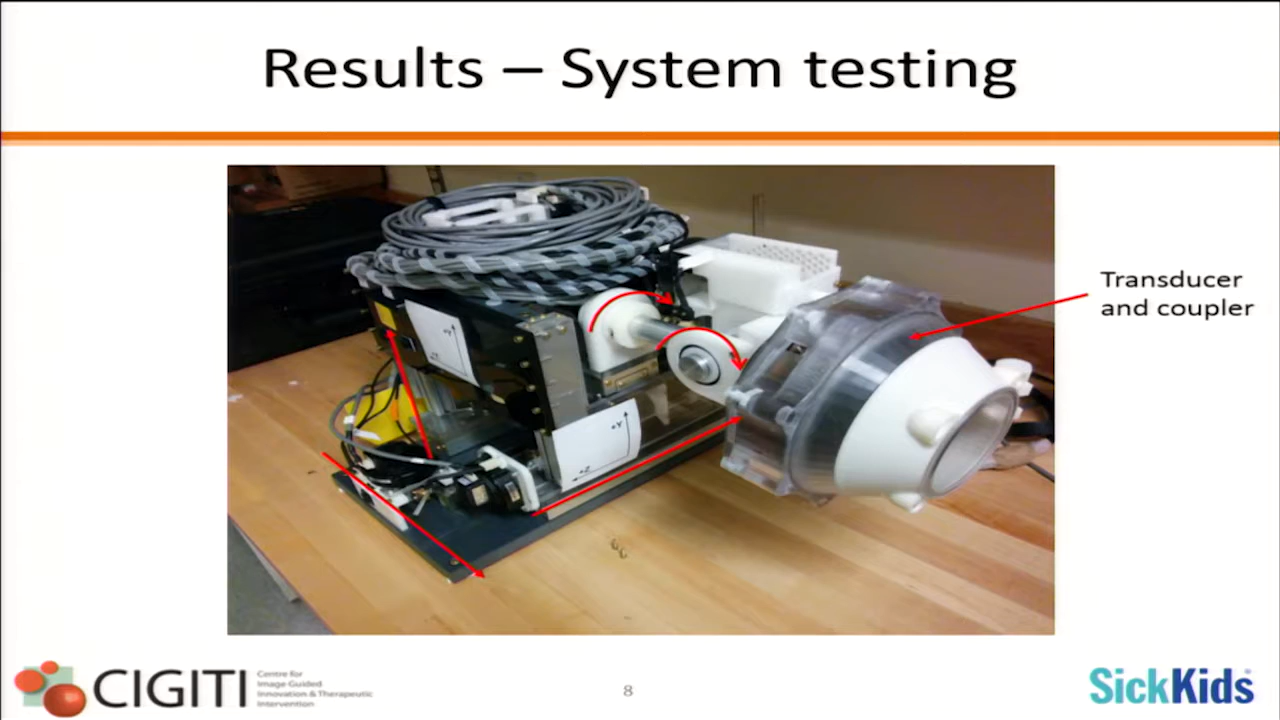 Results – System testing
Transducer
and coupler
+Y
+Z
CIGITI
Centre for
Image Guided
Innovation & Therapeutic
Intervention
8
SickKids